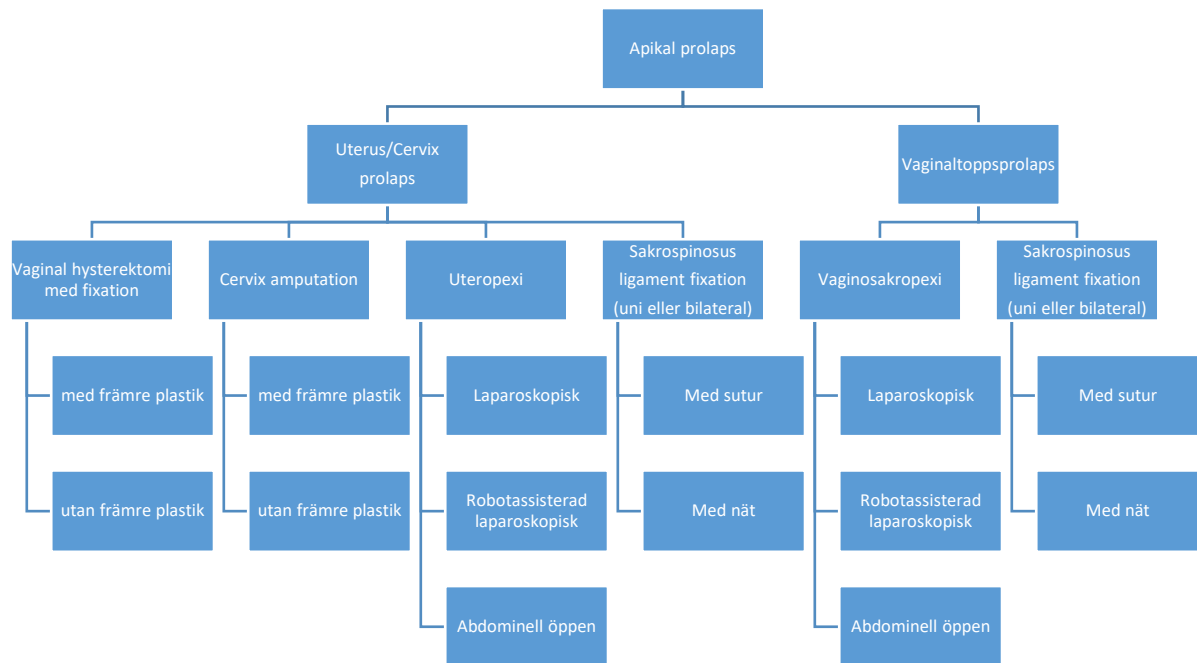 Apikal prolaps
Uterus/Cervix
prolaps
Vaginaltoppsprolaps
Vaginal hysterektomi
med fixation
Cervix amputation
Uteropexi
Sakrospinosus
ligament fixation
(uni eller bilateral)
Vaginosakropexi
Sakrospinosus
ligament fixation
(uni eller bilateral)
med främre plastik
med främre plastik
Laparoskopisk
Med sutur
Laparoskopisk
Med sutur
utan främre plastik
utan främre plastik
Robotassisterad
laparoskopisk
Med nät
Robotassisterad
laparoskopisk
Med nät
Abdominell öppen
Abdominell öppen